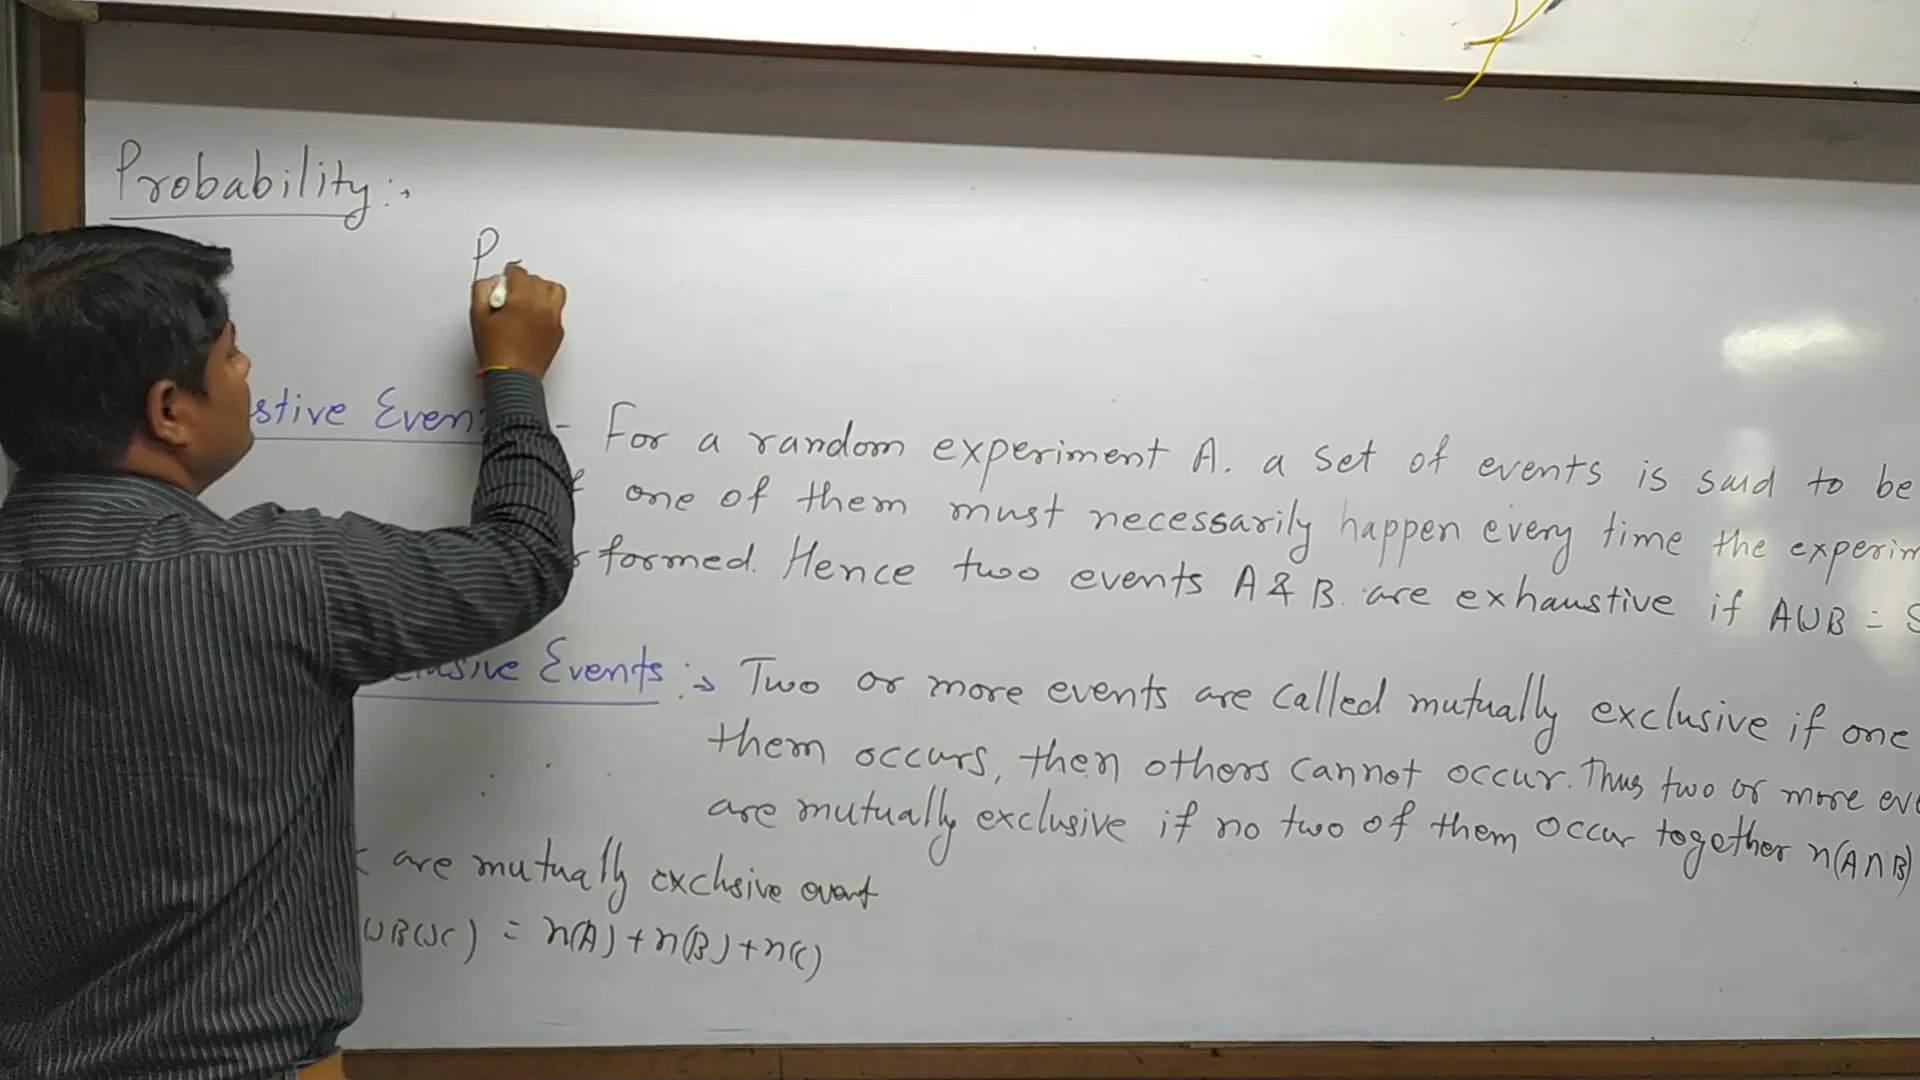 Probability :→
P
stive Even - For a random experiment A. a set of events is said to be
one of them must necessarily happen every time the experim
formed. Hence two events A & B. are exhaustive if A∪B = S
lusive Events :→ Two or more events are called mutually exclusive if one
them occurs, then others cannot occur. Thus two or more eve
are mutually exclusive if no two of them occur together n(A∩B)
are mutually exclusive event
∪B∪C) = n(A) + n(B) + n(C)